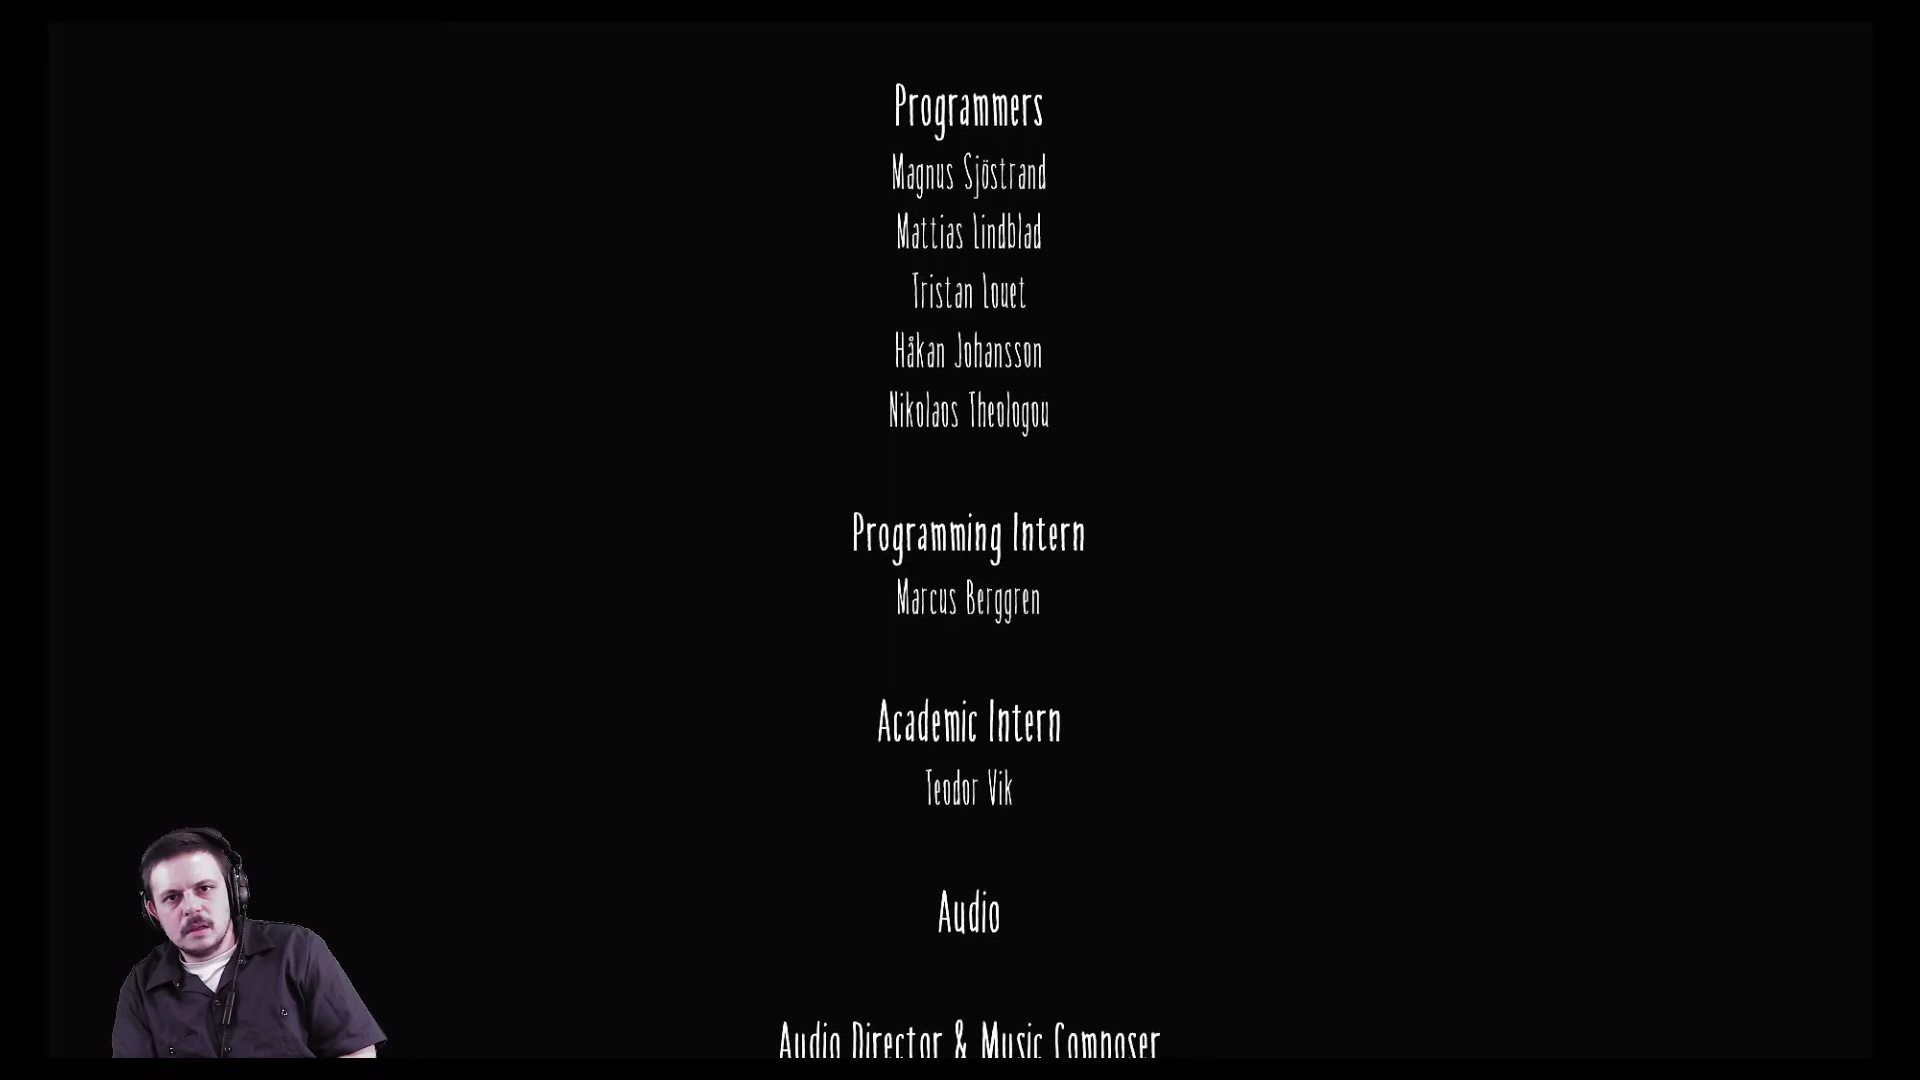 Programmers
Magnus Sjöstrand
Mattias Lindblad
Tristan Louet
Håkan Johansson
Nikolaos Theologou
Programming Intern
Marcus Berggren
Academic Intern
Teodor Vik
Audio
Audio Director & Music Composer